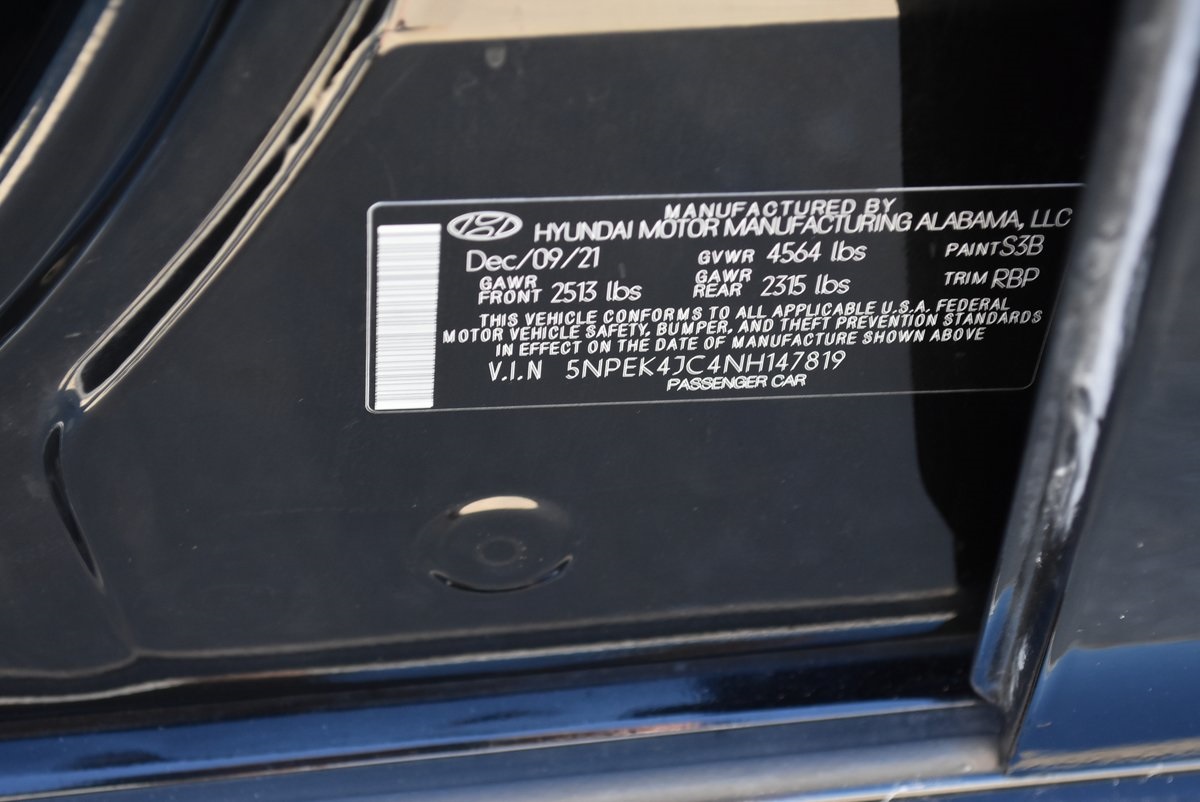 MANUFACTURED BY
HYUNDAI MOTOR MANUFACTURING ALABAMA, LLC
Dec/09/21 GVWR 4564 lbs PAINT S3B
GAWR FRONT 2513 lbs GAWR REAR 2315 lbs TRIM RBP
THIS VEHICLE CONFORMS TO ALL APPLICABLE U.S.A. FEDERAL
MOTOR VEHICLE SAFETY, BUMPER, AND THEFT PREVENTION STANDARDS
IN EFFECT ON THE DATE OF MANUFACTURE SHOWN ABOVE
V.I.N 5NPEK4JC4NH147819
PASSENGER CAR